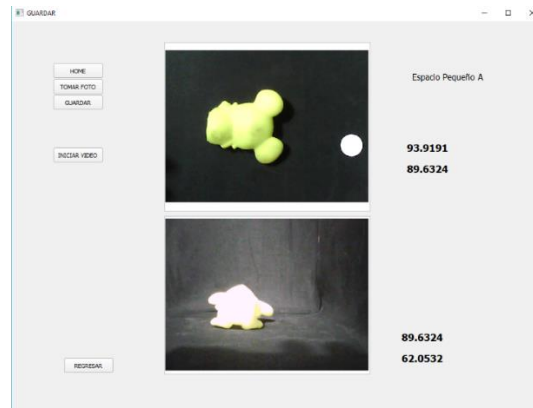 GUARDAR
HOME
TOMAR FOTO
GUARDAR
INICIAR VIDEO
Espacio Pequeño A
93.9191
89.6324
89.6324
62.0532
REGRESAR